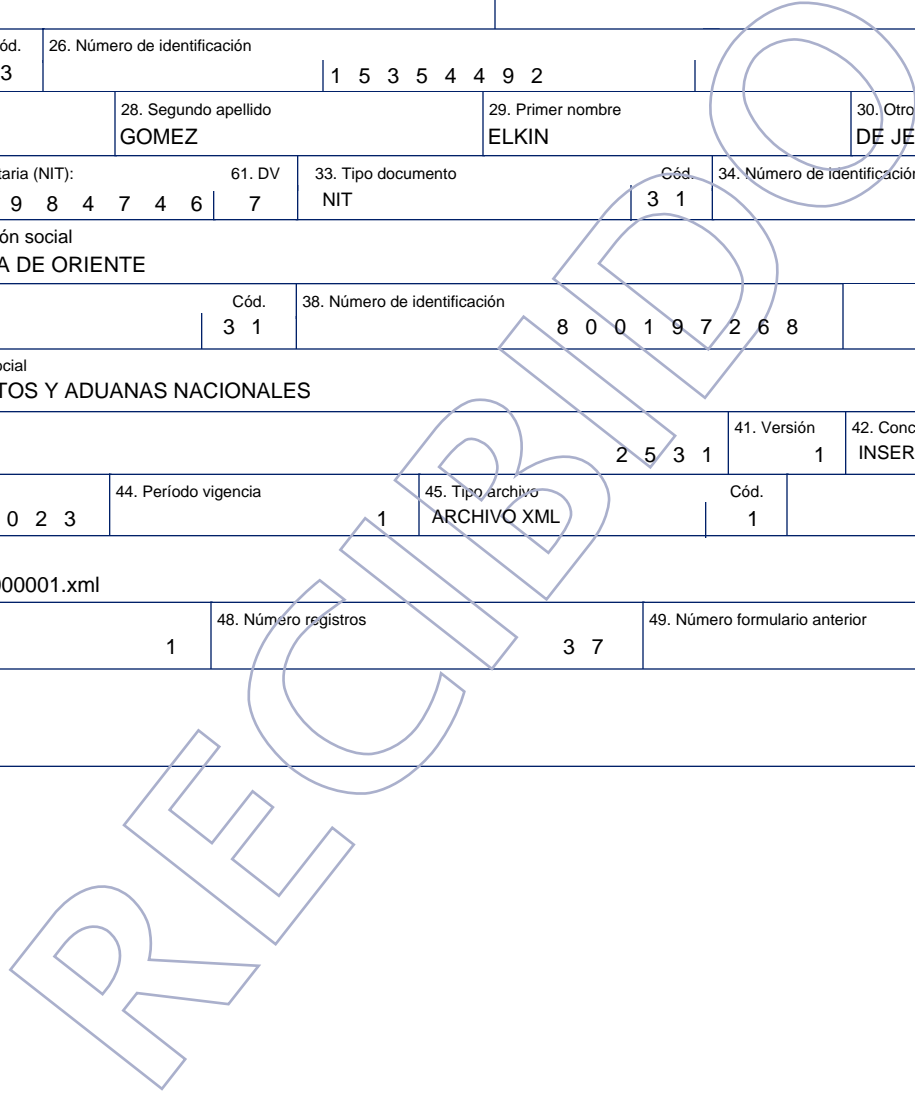 ód. 26. Número de identificación
3 1 5 3 5 4 4 9 2
28. Segundo apellido 29. Primer nombre 30. Otro
GOMEZ ELKIN DE JE
taria (NIT): 61. DV 33. Tipo documento Cód. 34. Número de identificación
9 8 4 7 4 6 7 NIT 3 1
ón social
A DE ORIENTE
Cód. 38. Número de identificación
3 1 8 0 0 1 9 7 2 6 8
ocial
TOS Y ADUANAS NACIONALES
41. Versión 42. Conc
2 5 3 1 1 INSER
44. Período vigencia 45. Tipo archivo Cód.
0 2 3 1 ARCHIVO XML 1
000001.xml
48. Número registros 49. Número formulario anterior
1 3 7
RECIBIDO